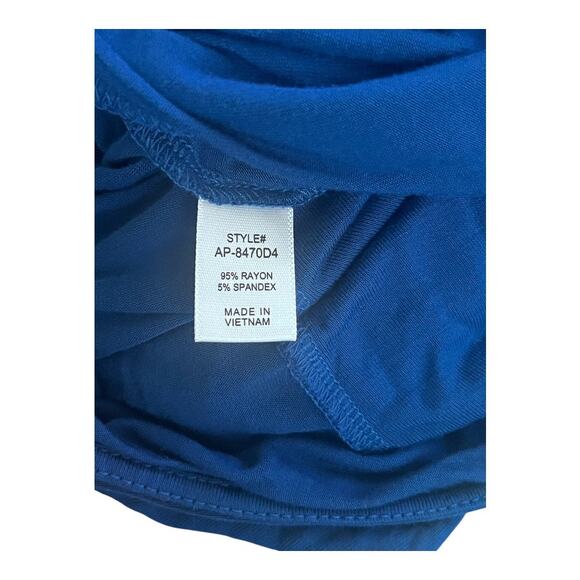 STYLE#
AP-8470D4
95% RAYON
5% SPANDEX
MADE IN
VIETNAM